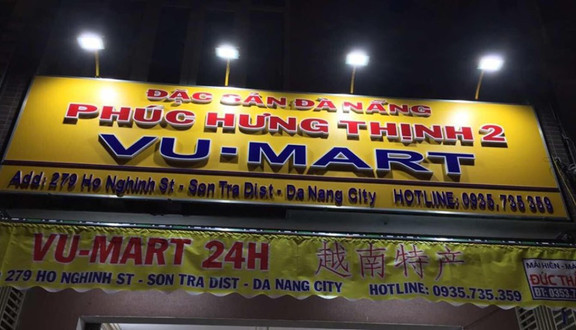 ĐẶC SẢN ĐÀ NẴNG
PHÚC HƯNG THỊNH 2
VU-MART
Add: 279 Ho Nghinh St - Son Tra Dist - Da Nang City HOTLINE: 0935.735 359
VU-MART 24H 越南特产
279 HO NGHINH ST - SON TRA DIST - DA NANG CITY HOTLINE: 0935.735.359
MÁI HIÊN
ĐỨC